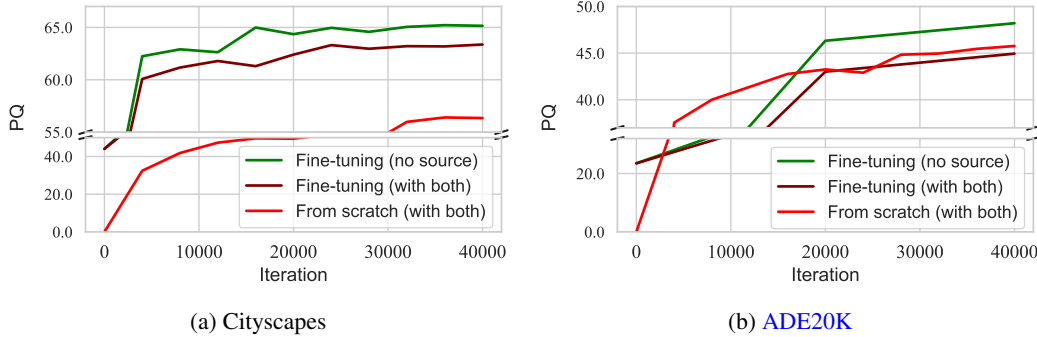 65.0
60.0
55.0
40.0
20.0
0.0
PQ
Fine-tuning (no source)
Fine-tuning (with both)
From scratch (with both)
0 10000 20000 30000 40000
Iteration
(a) Cityscapes
50.0
45.0
40.0
20.0
0.0
PQ
Fine-tuning (no source)
Fine-tuning (with both)
From scratch (with both)
0 10000 20000 30000 40000
Iteration
(b) ADE20K